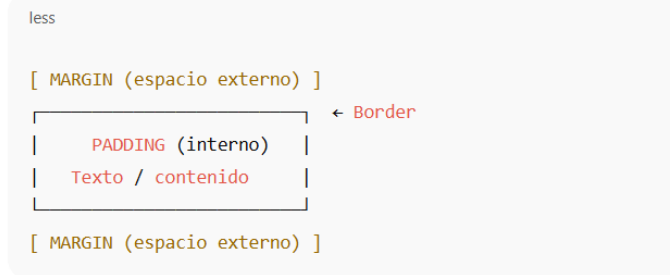 less
[ MARGIN (espacio externo) ]
← Border
PADDING (interno)
Texto / contenido
[ MARGIN (espacio externo) ]